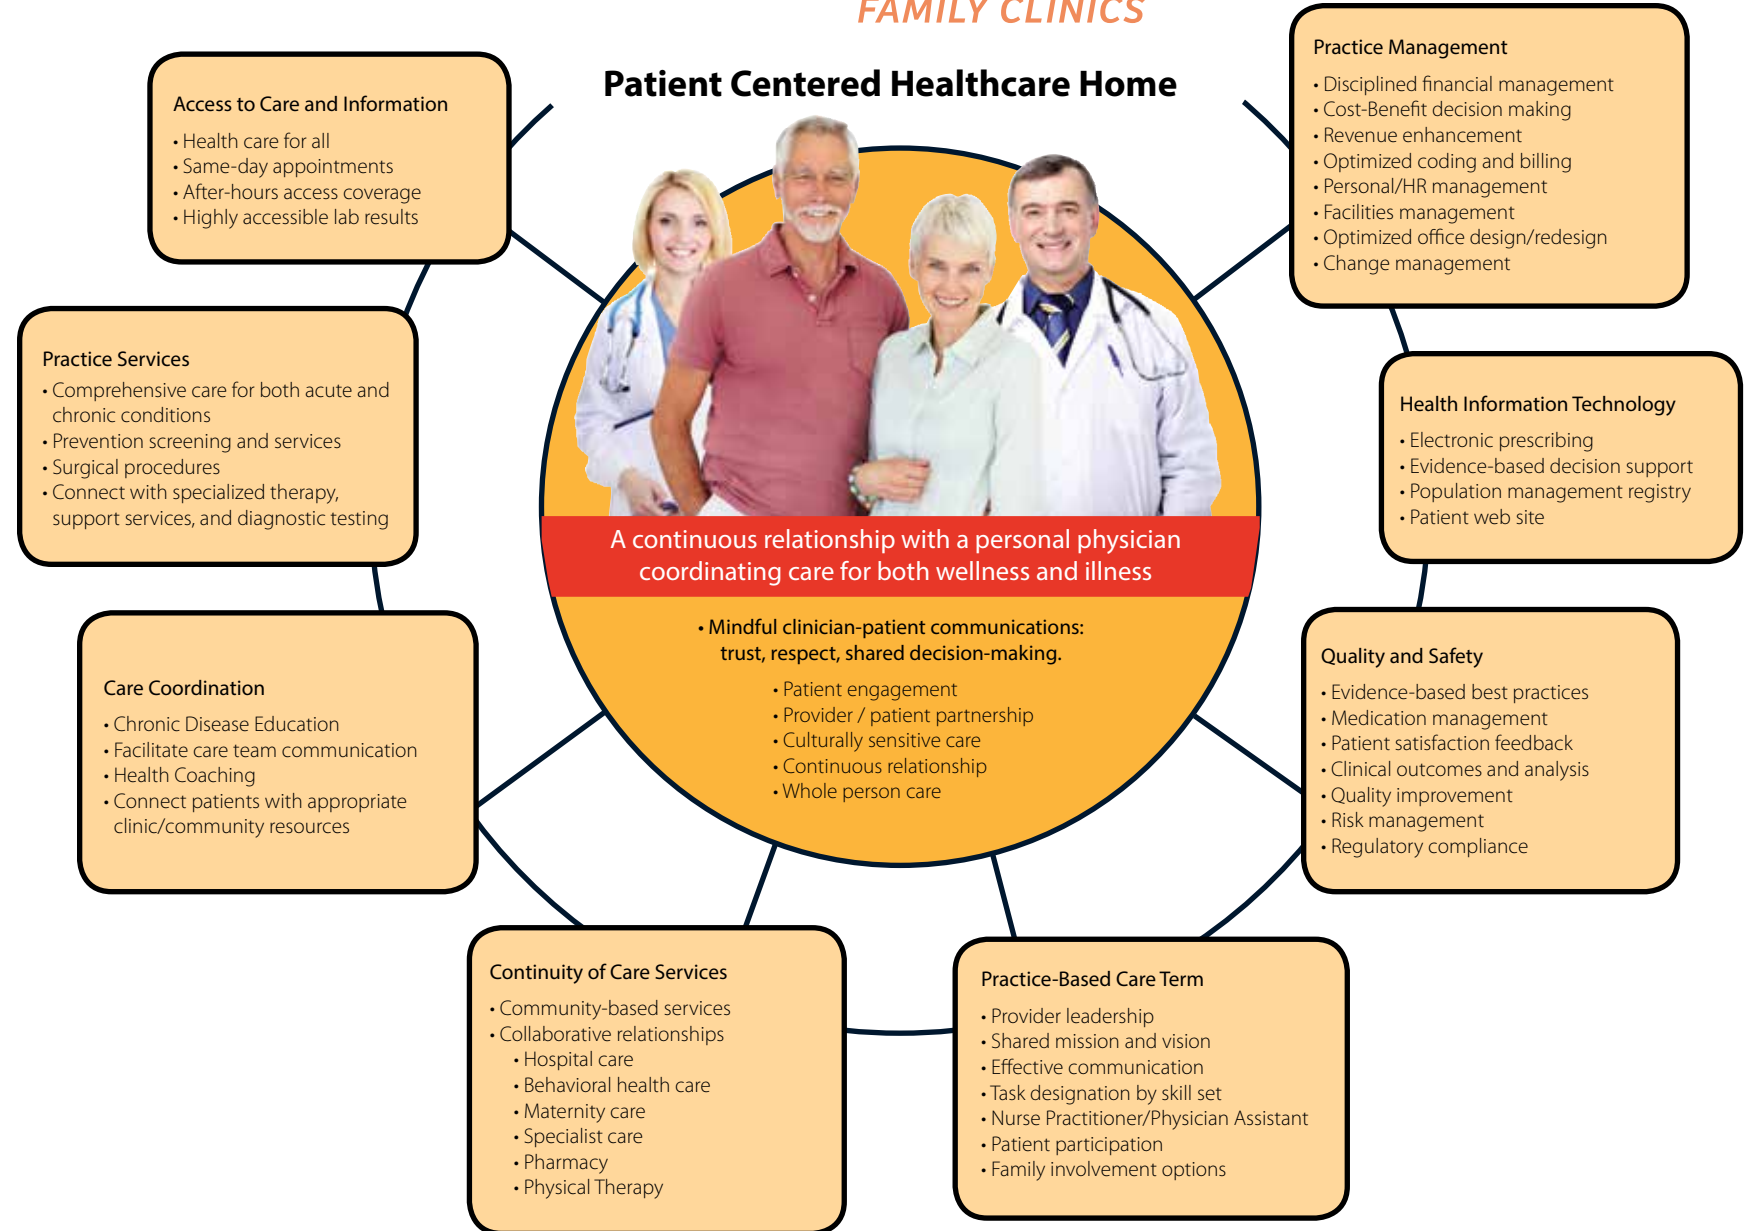 FAMILY CLINICS
Patient Centered Healthcare Home
Access to Care and Information
• Health care for all
• Same-day appointments
• After-hours access coverage
• Highly accessible lab results
Practice Services
• Comprehensive care for both acute and
chronic conditions
• Prevention screening and services
• Surgical procedures
• Connect with specialized therapy,
support services, and diagnostic testing
Care Coordination
• Chronic Disease Education
• Facilitate care team communication
• Health Coaching
• Connect patients with appropriate
clinic/community resources
Continuity of Care Services
• Community-based services
• Collaborative relationships
• Hospital care
• Behavioral health care
• Maternity care
• Specialist care
• Pharmacy
• Physical Therapy
A continuous relationship with a personal physician
coordinating care for both wellness and illness
• Mindful clinician-patient communications:
trust, respect, shared decision-making.
• Patient engagement
• Provider / patient partnership
• Culturally sensitive care
• Continuous relationship
• Whole person care
Practice Management
• Disciplined financial management
• Cost-Benefit decision making
• Revenue enhancement
• Optimized coding and billing
• Personal/HR management
• Facilities management
• Optimized office design/redesign
• Change management
Health Information Technology
• Electronic prescribing
• Evidence-based decision support
• Population management registry
• Patient web site
Quality and Safety
• Evidence-based best practices
• Medication management
• Patient satisfaction feedback
• Clinical outcomes and analysis
• Quality improvement
• Risk management
• Regulatory compliance
Practice-Based Care Term
• Provider leadership
• Shared mission and vision
• Effective communication
• Task designation by skill set
• Nurse Practitioner/Physician Assistant
• Patient participation
• Family involvement options